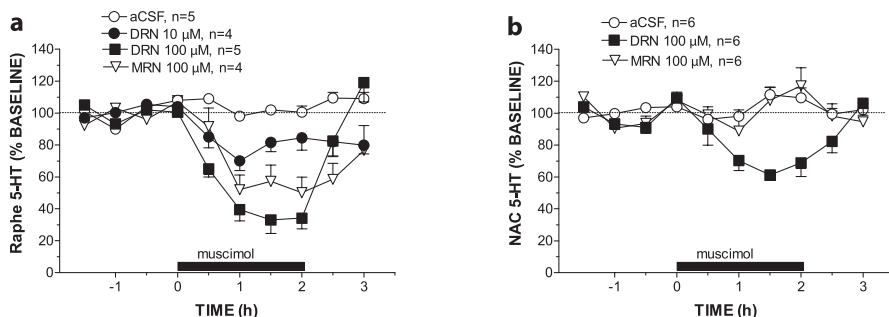 a
aCSF, n=5
DRN 10 µM, n=4
DRN 100 µM, n=5
MRN 100 µM, n=4
Raphe 5-HT (% BASELINE)
140
120
100
80
60
40
20
0
muscimol
-1 0 1 2 3
TIME (h)
b
aCSF, n=6
DRN 100 µM, n=6
MRN 100 µM, n=6
NAC 5-HT (% BASELINE)
140
120
100
80
60
40
20
0
muscimol
-1 0 1 2 3
TIME (h)